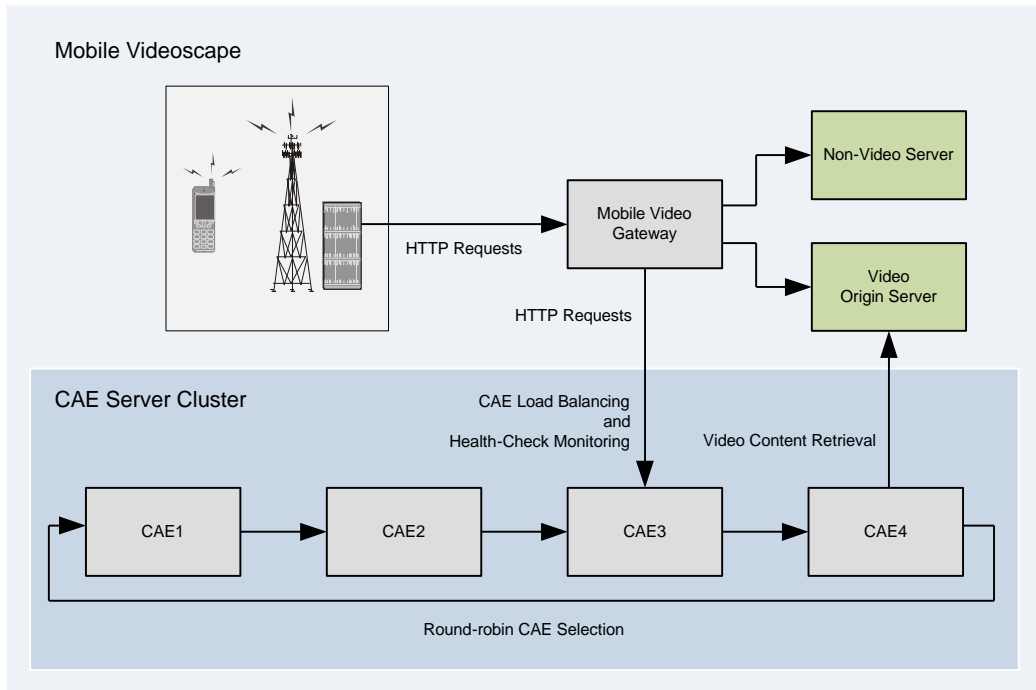 Mobile Videoscape
Non-Video Server
Mobile Video
Gateway
HTTP Requests
Video
Origin Server
HTTP Requests
CAE Server Cluster
CAE Load Balancing
and
Health-Check Monitoring
Video Content Retrieval
CAE1
CAE2
CAE3
CAE4
Round-robin CAE Selection